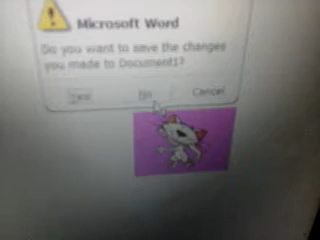 Microsoft Word
Do you want to save the changes
you made to Document1?
Yes No Cancel